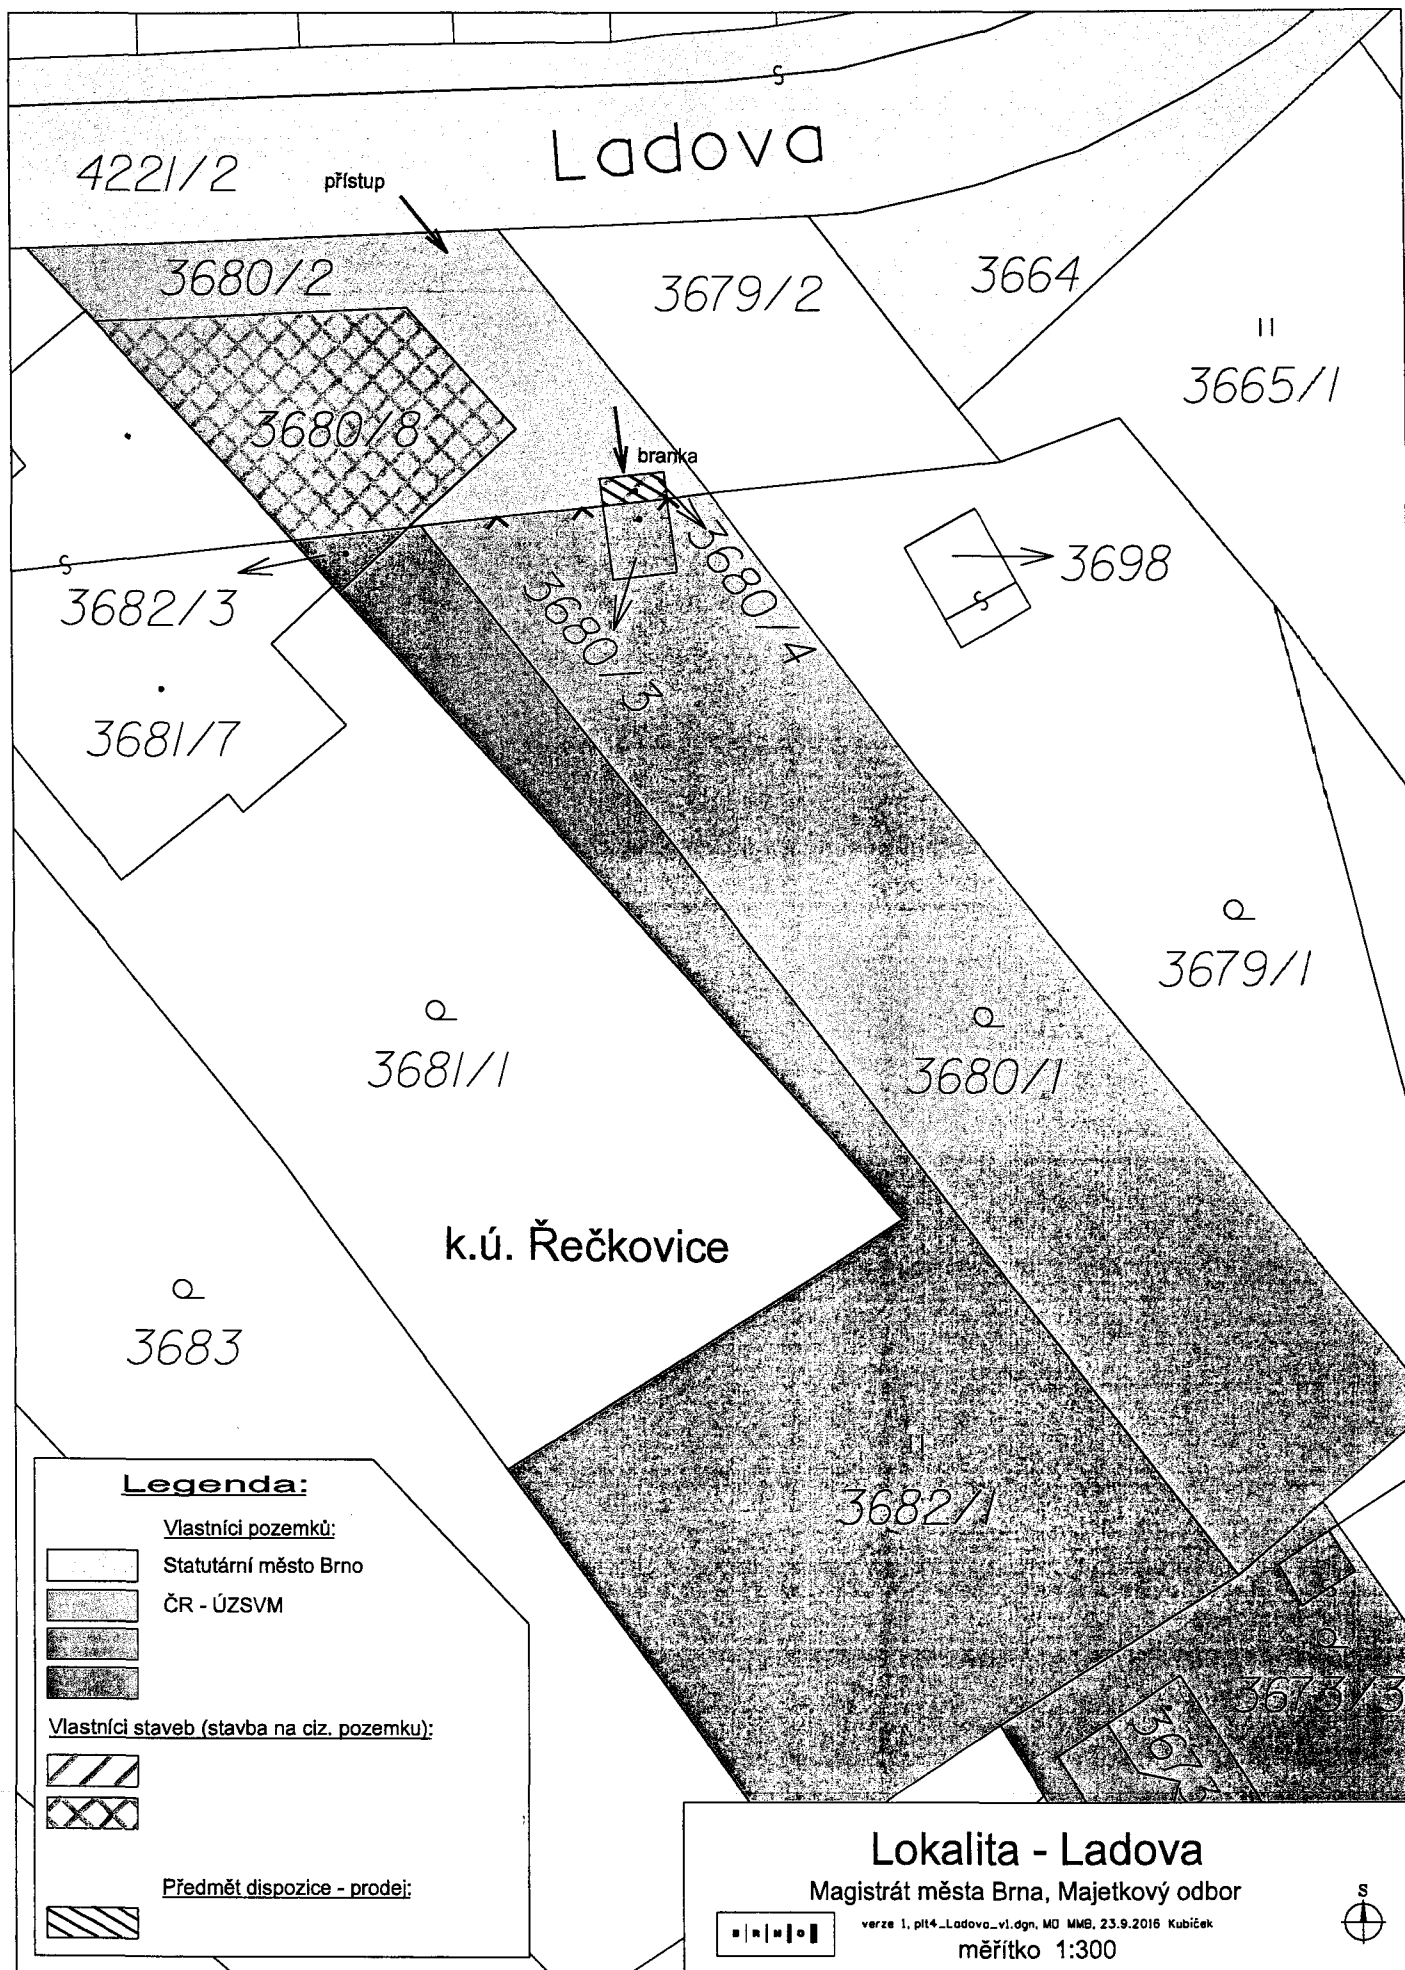 Ladova
4221/2
přístup
3680/2
3679/2
3664
3665/1
3680/8
branka
3680/4
3698
3680/3
3682/3
3681/7
3679/1
3681/1
3680/1
k.ú. Řečkovice
3683
3682/1
3673/3
3673
Legenda:
Vlastníci pozemků:
Statutární město Brno
ČR - ÚZSVM
Vlastníci staveb (stavba na ciz. pozemku):
Předmět dispozice - prodej:
Lokalita - Ladova
Magistrát města Brna, Majetkový odbor
verze 1, plt4_Ladova_v1.dgn, MO MMB, 23.9.2016 Kubíček
B R N O
měřítko 1:300
S